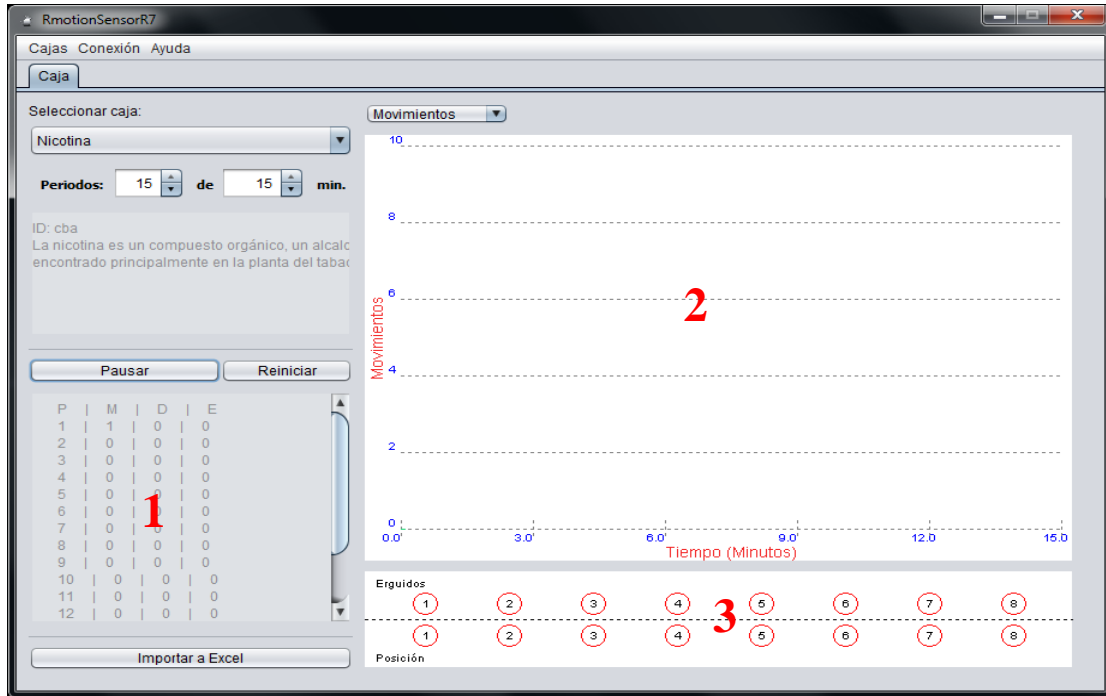 RmotionSensorR7
Cajas Conexión Ayuda
Caja
Seleccionar caja:
Nicotina
Periodos: 15 de 15 min.
ID: cba
La nicotina es un compuesto orgánico, un alcalc
encontrado principalmente en la planta del tabac
Pausar Reiniciar
P | M | D | E
1 | 1 | 0 | 0
2 | 0 | 0 | 0
3 | 0 | 0 | 0
4 | 0 | 0 | 0
5 | 0 | 0 | 0
6 | 0 | 0 | 0
7 | 0 | 0 | 0
8 | 0 | 0 | 0
9 | 0 | 0 | 0
10 | 0 | 0 | 0
11 | 0 | 0 | 0
12 | 0 | 0 | 0
1
Importar a Excel
Movimientos
10
8
6
4
2
0
Movimientos
2
0.0' 3.0' 6.0' 9.0' 12.0 15.0
Tiempo (Minutos)
Erguidos
1 2 3 4 5 6 7 8
3
1 2 3 4 5 6 7 8
Posición